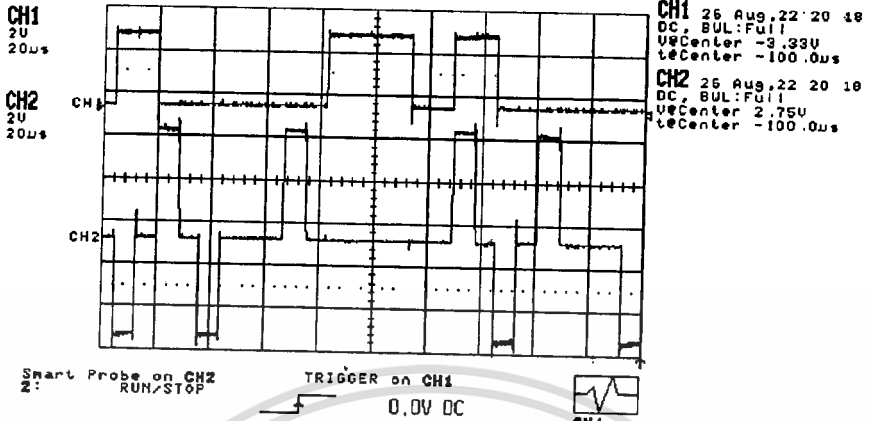 CH1
2V
20us
CH2
2V
20us
CH1
CH2
CH1 26 Aug,22 20 18
DC, BUL:Full
V@Center -3.33V
t@Center -100.0us
CH2 26 Aug,22 20 18
DC, BUL:Full
V@Center 2.75V
t@Center -100.0us
Smart Probe on CH2
2: RUN/STOP
TRIGGER on CH1
0.0V DC